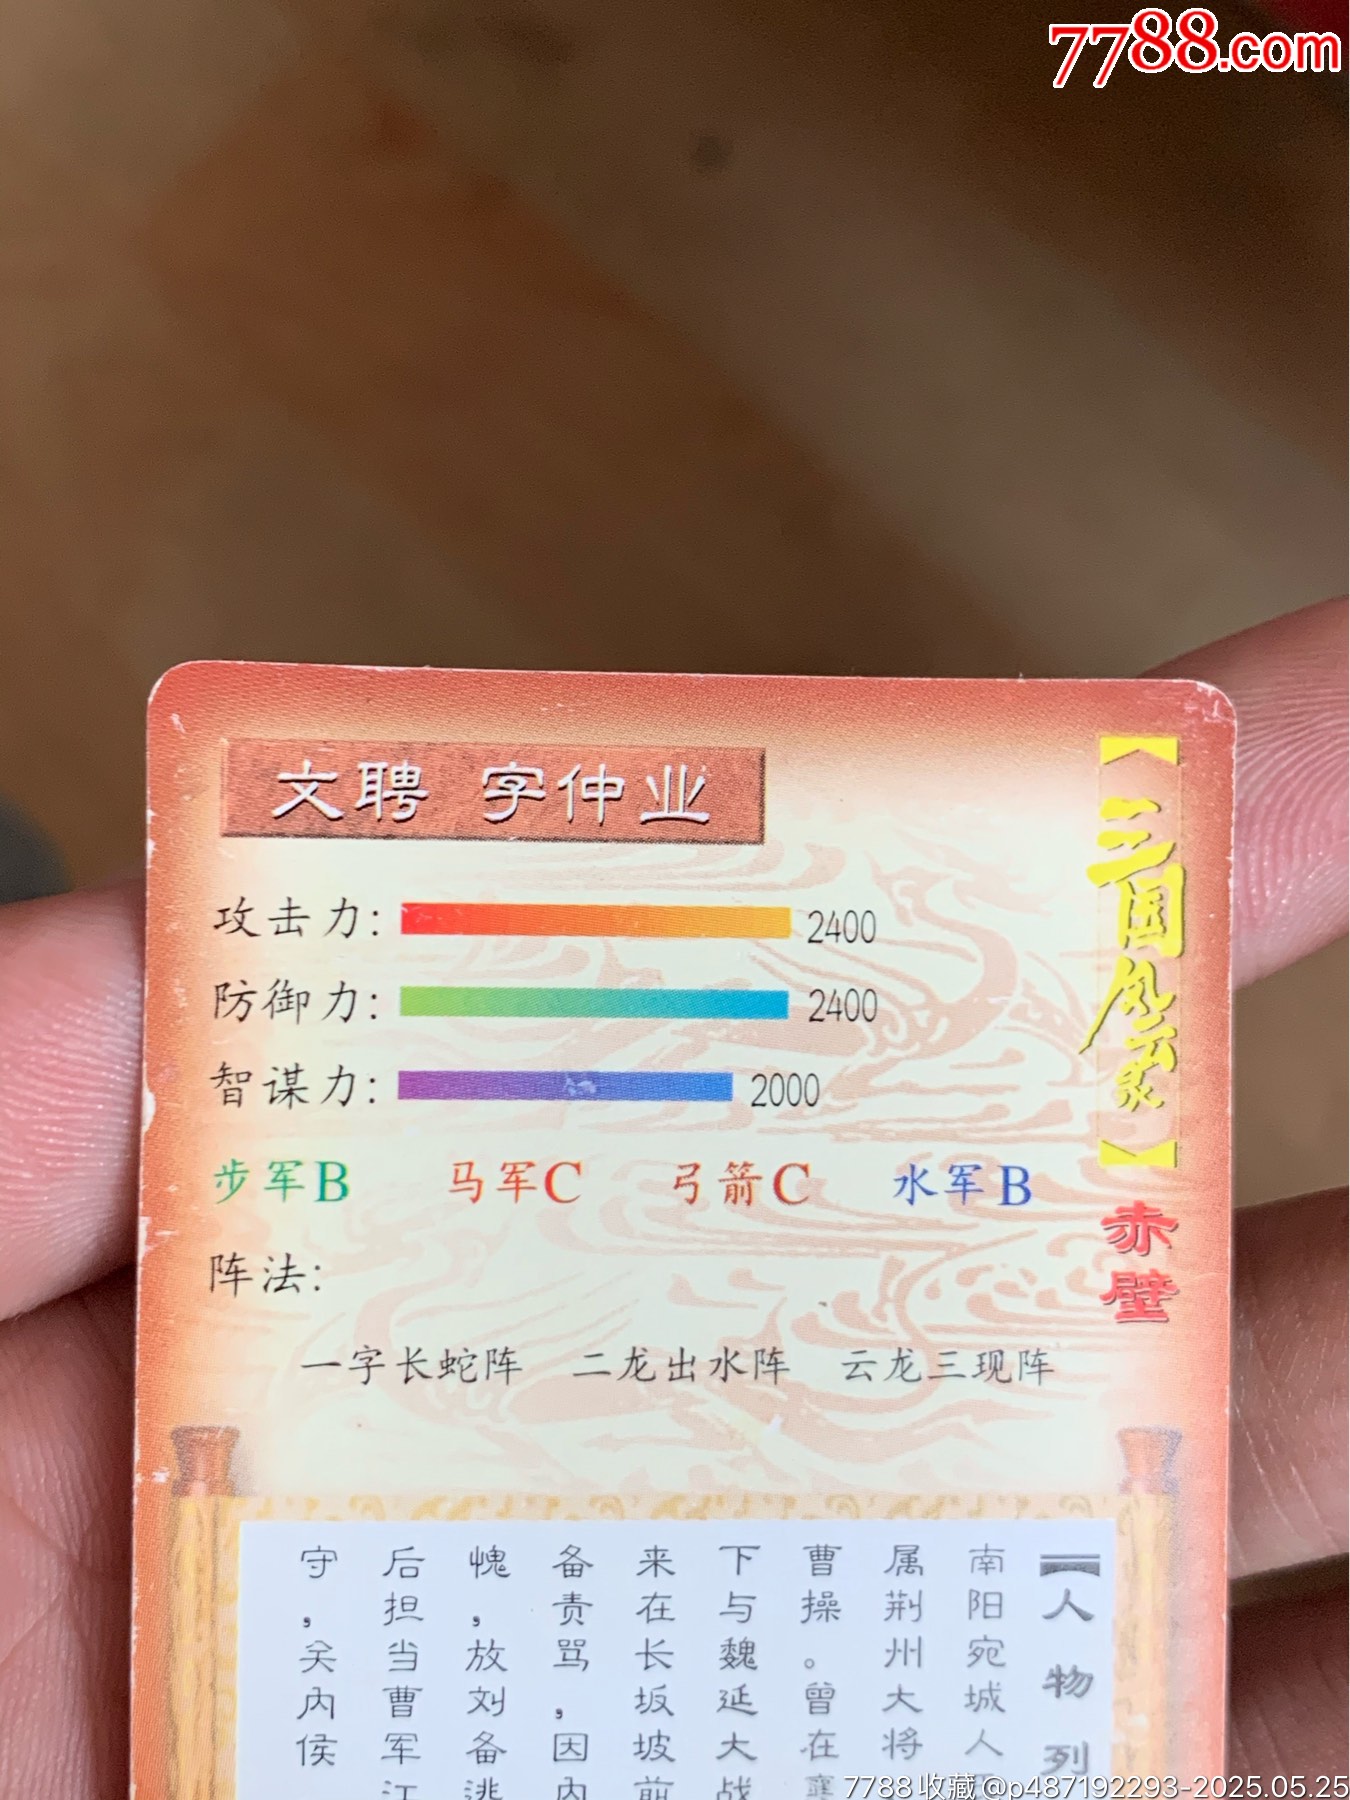 7788.com
文聘 字仲业
【三国风云录】赤壁
攻击力: 2400
防御力: 2400
智谋力: 2000
步军B 马军C 弓箭C 水军B
阵法:
一字长蛇阵 二龙出水阵 云龙三现阵
【人物列
南阳宛城人
属荆州大将
曹操。曾在襄
下与魏延大战
来在长坂坡前
备责骂,因内
愧,放刘备逃
后担当曹军江
守,关内侯
7788收藏@p487192293-2025.05.25